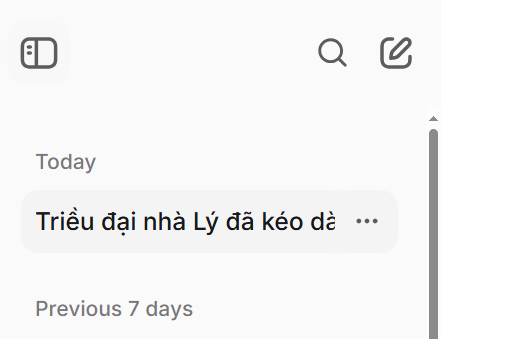 Today
Triều đại nhà Lý đã kéo dà
Previous 7 days